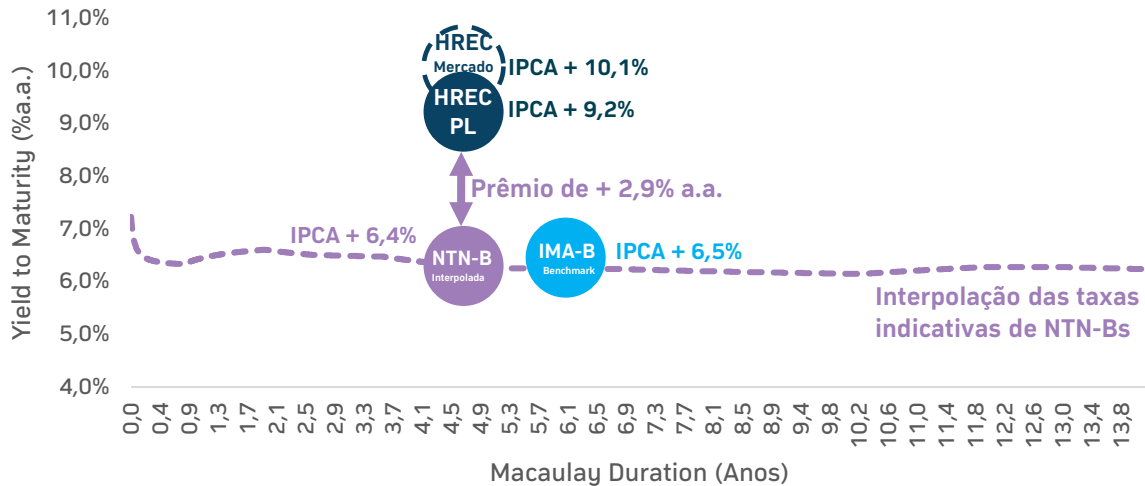 Yield to Maturity (%a.a.)
11,0%
10,0%
9,0%
8,0%
7,0%
6,0%
5,0%
4,0%
HREC
Mercado
IPCA + 10,1%
HREC
PL
IPCA + 9,2%
Prêmio de + 2,9% a.a.
IPCA + 6,4%
NTN-B
Interpolada
IMA-B
Benchmark
IPCA + 6,5%
Interpolação das taxas
indicativas de NTN-Bs
0,0
0,4
0,9
1,3
1,7
2,1
2,5
2,9
3,3
3,7
4,1
4,5
4,9
5,3
5,7
6,1
6,5
6,9
7,3
7,7
8,1
8,5
8,9
9,4
9,8
10,2
10,6
11,0
11,4
11,8
12,2
12,6
13,0
13,4
13,8
Macaulay Duration (Anos)